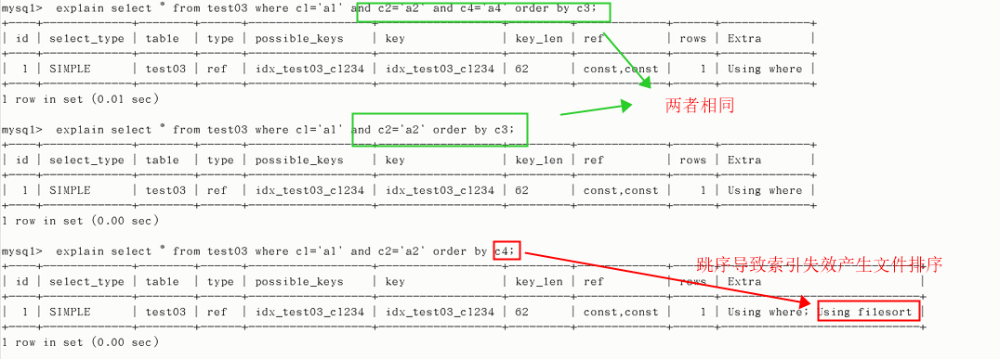 mysql>  explain select * from test03 where c1='a1' and c2='a2' and c4='a4' order by c3;
+----+-------------+--------+------+-----------------+-----------------+---------+-------------+------+-------------+
| id | select_type | table  | type | possible_keys   | key             | key_len | ref         | rows | Extra       |
+----+-------------+--------+------+-----------------+-----------------+---------+-------------+------+-------------+
|  1 | SIMPLE      | test03 | ref  | idx_test03_c1234 | idx_test03_c1234 | 62      | const,const |    1 | Using where |
+----+-------------+--------+------+-----------------+-----------------+---------+-------------+------+-------------+
1 row in set (0.01 sec)
两者相同
mysql>  explain select * from test03 where c1='a1' and c2='a2' order by c3;
+----+-------------+--------+------+-----------------+-----------------+---------+-------------+------+-------------+
| id | select_type | table  | type | possible_keys   | key             | key_len | ref         | rows | Extra       |
+----+-------------+--------+------+-----------------+-----------------+---------+-------------+------+-------------+
|  1 | SIMPLE      | test03 | ref  | idx_test03_c1234 | idx_test03_c1234 | 62      | const,const |    1 | Using where |
+----+-------------+--------+------+-----------------+-----------------+---------+-------------+------+-------------+
1 row in set (0.00 sec)
mysql>  explain select * from test03 where c1='a1' and c2='a2' order by c4;
跳序导致索引失效产生文件排序
+----+-------------+--------+------+-----------------+-----------------+---------+-------------+------+-----------------------------+
| id | select_type | table  | type | possible_keys   | key             | key_len | ref         | rows | Extra                       |
+----+-------------+--------+------+-----------------+-----------------+---------+-------------+------+-----------------------------+
|  1 | SIMPLE      | test03 | ref  | idx_test03_c1234 | idx_test03_c1234 | 62      | const,const |    1 | Using where; Using filesort |
+----+-------------+--------+------+-----------------+-----------------+---------+-------------+------+-----------------------------+
1 row in set (0.00 sec)